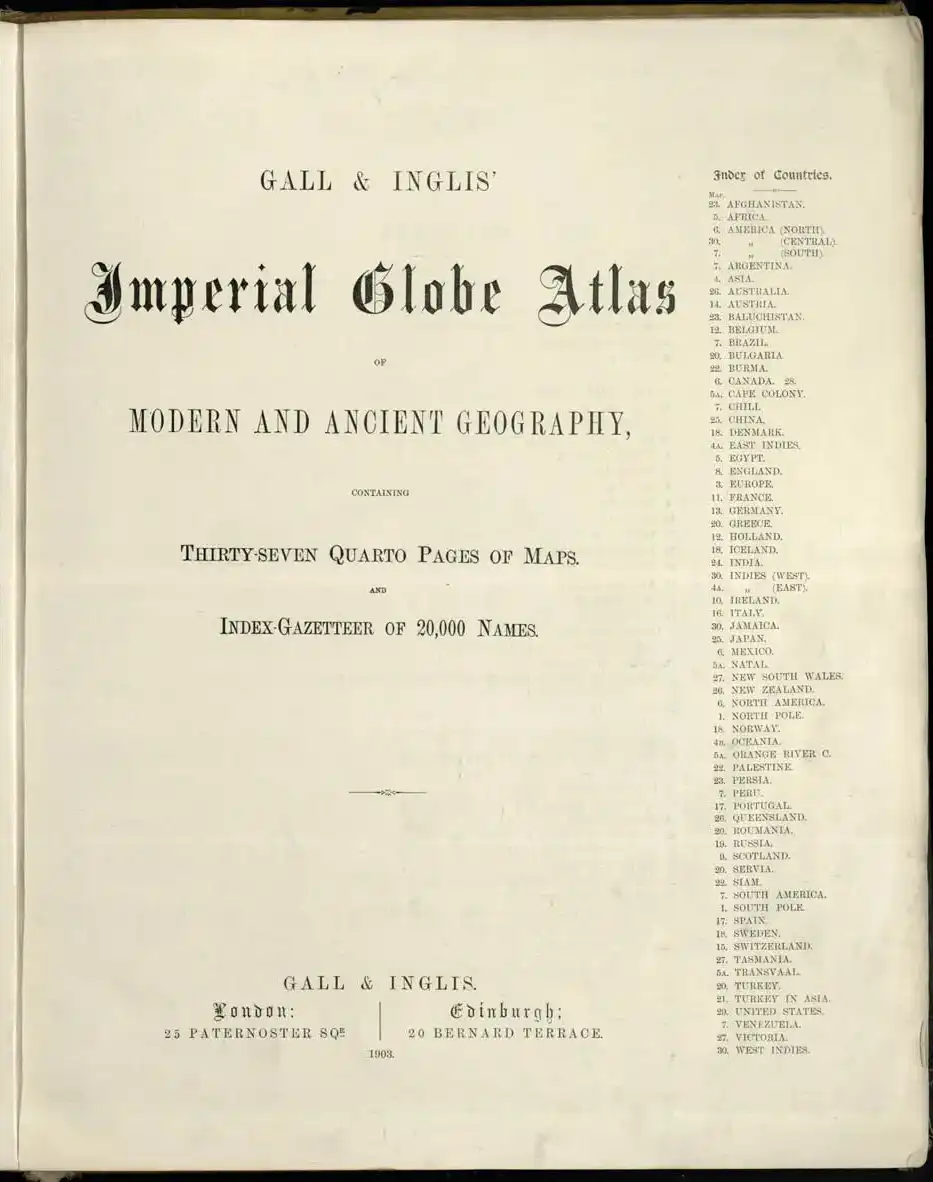 GALL & INGLIS'
Imperial Globe Atlas
OF
MODERN AND ANCIENT GEOGRAPHY,
CONTAINING
THIRTY-SEVEN QUARTO PAGES OF MAPS.
AND
INDEX-GAZETTEER OF 20,000 NAMES.
GALL & INGLIS.
London:
25 PATERNOSTER SQR
Edinburgh:
20 BERNARD TERRACE.
1903.
Index of Countries.
MAP.
23. AFGHANISTAN.
5. AFRICA.
6. AMERICA (NORTH).
30. „ (CENTRAL).
7. „ (SOUTH).
7. ARGENTINA.
4. ASIA.
26. AUSTRALIA.
14. AUSTRIA.
23. BALUCHISTAN.
12. BELGIUM.
7. BRAZIL.
20. BULGARIA.
22. BURMA.
6. CANADA. 28.
5A. CAPE COLONY.
7. CHILI.
25. CHINA.
18. DENMARK.
4A. EAST INDIES.
5. EGYPT.
8. ENGLAND.
3. EUROPE.
11. FRANCE.
13. GERMANY.
20. GREECE.
12. HOLLAND.
18. ICELAND.
24. INDIA.
30. INDIES (WEST).
4A. „ (EAST).
10. IRELAND.
16. ITALY.
30. JAMAICA.
25. JAPAN.
6. MEXICO.
5A. NATAL.
27. NEW SOUTH WALES.
26. NEW ZEALAND.
6. NORTH AMERICA.
1. NORTH POLE.
18. NORWAY.
4B. OCEANIA.
5A. ORANGE RIVER C.
22. PALESTINE.
23. PERSIA.
7. PERU.
17. PORTUGAL.
26. QUEENSLAND.
20. ROUMANIA.
19. RUSSIA.
9. SCOTLAND.
20. SERVIA.
22. SIAM.
7. SOUTH AMERICA.
1. SOUTH POLE.
17. SPAIN.
18. SWEDEN.
15. SWITZERLAND.
27. TASMANIA.
5A. TRANSVAAL.
20. TURKEY.
21. TURKEY IN ASIA.
29. UNITED STATES.
7. VENEZUELA.
27. VICTORIA.
30. WEST INDIES.